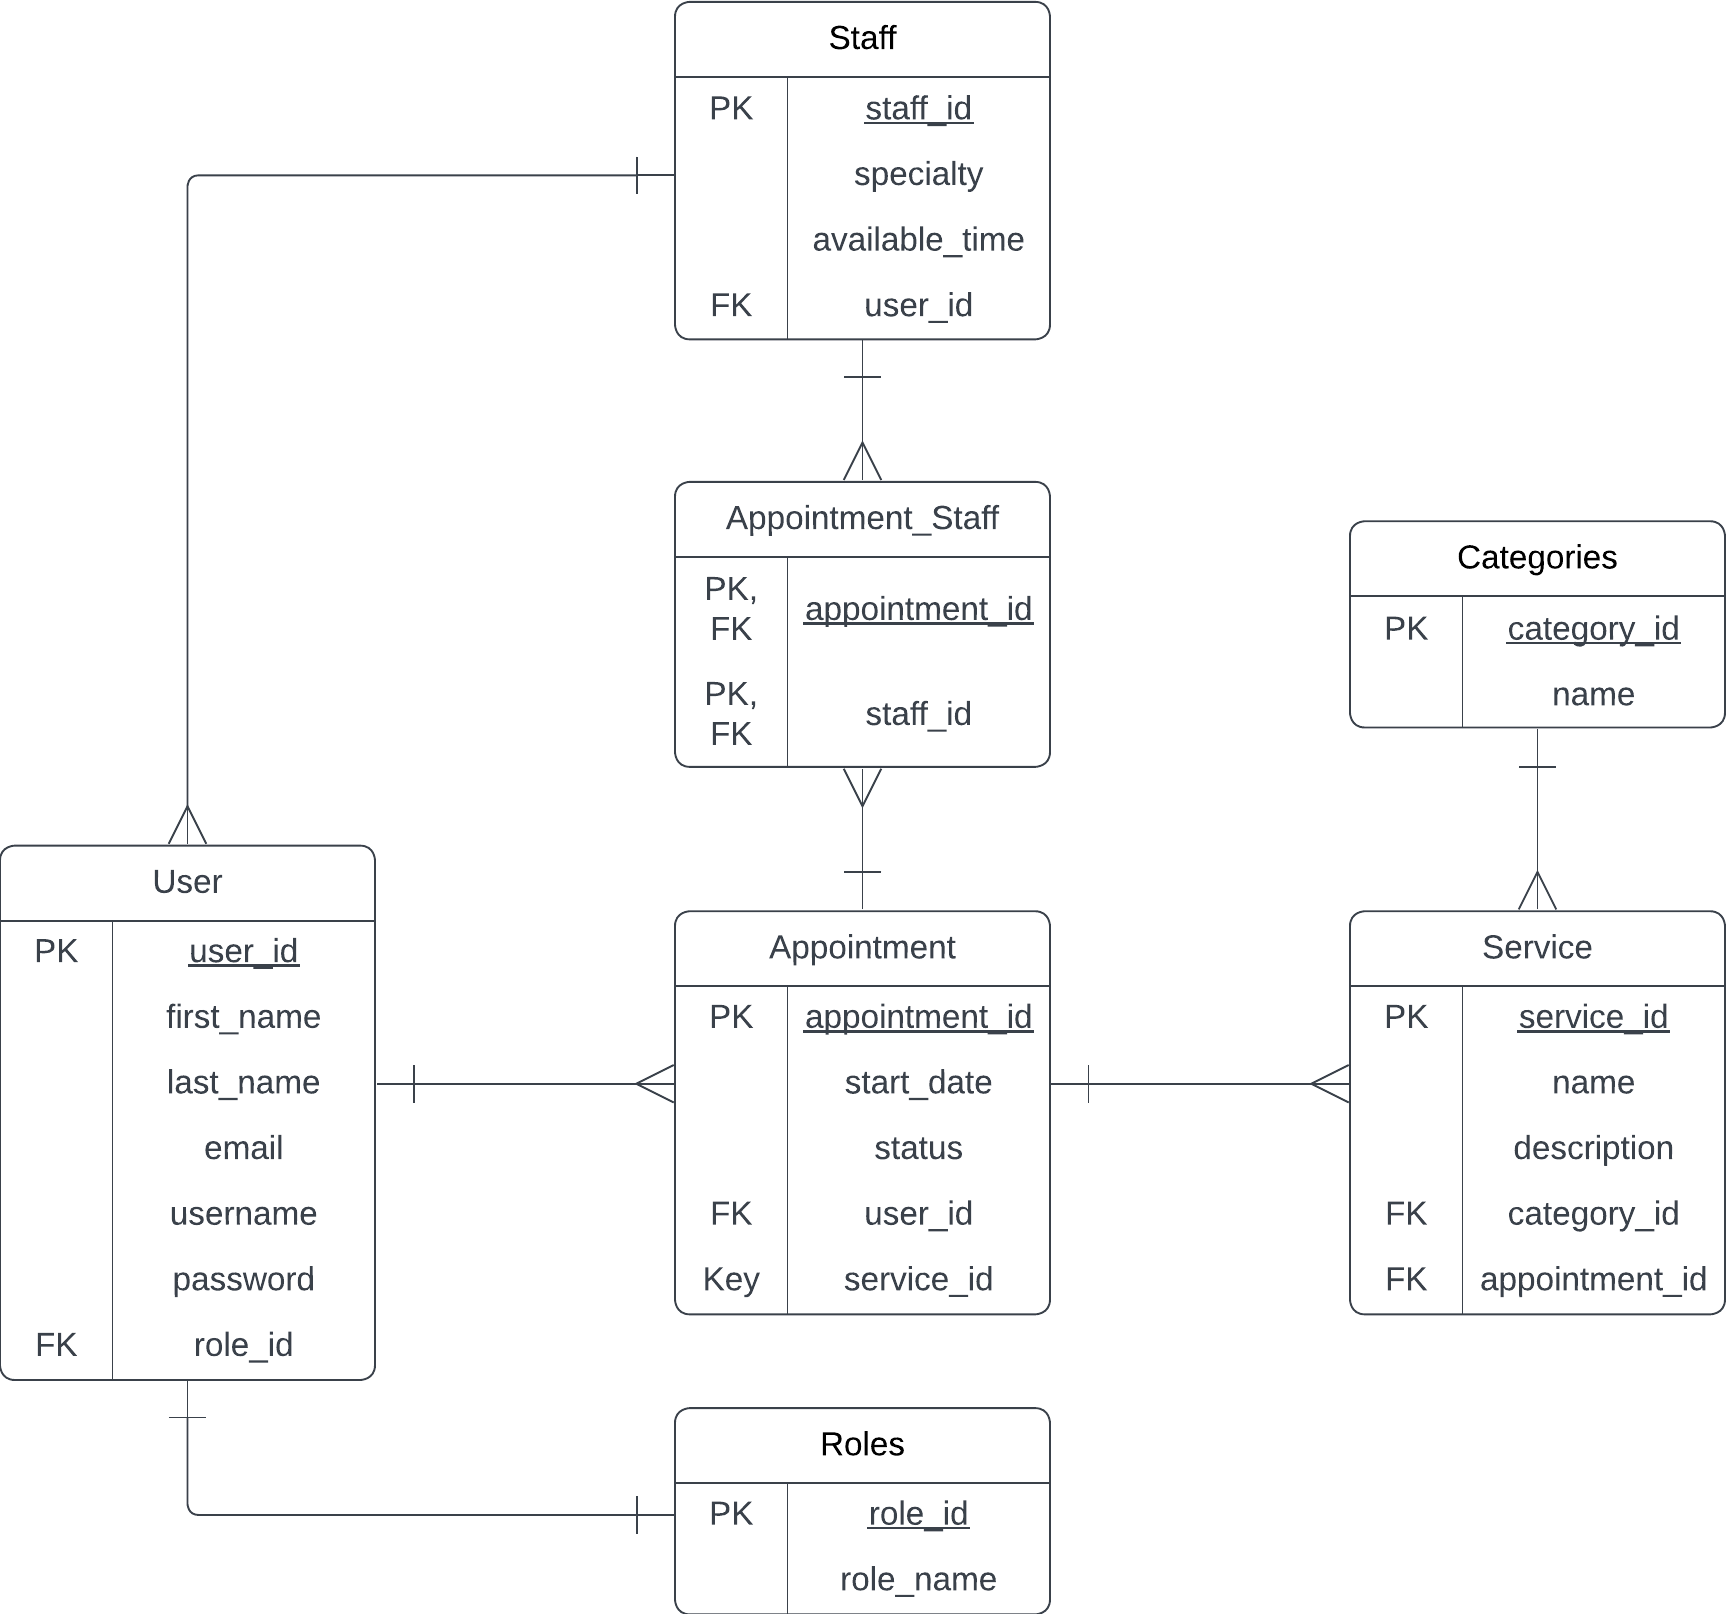 Staff
PK staff_id
specialty
available_time
FK user_id
Appointment_Staff
PK,
FK appointment_id
PK,
FK staff_id
Categories
PK category_id
name
User
PK user_id
first_name
last_name
email
username
password
FK role_id
Appointment
PK appointment_id
start_date
status
FK user_id
Key service_id
Service
PK service_id
name
description
FK category_id
FK appointment_id
Roles
PK role_id
role_name